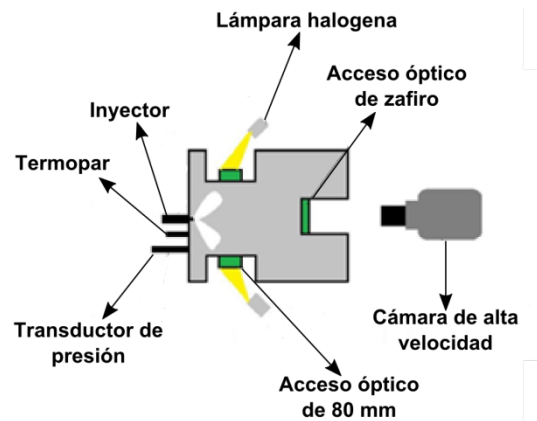 Lámpara halogena
Acceso óptico
de zafiro
Inyector
Termopar
Transductor de
presión
Cámara de alta
velocidad
Acceso óptico
de 80 mm